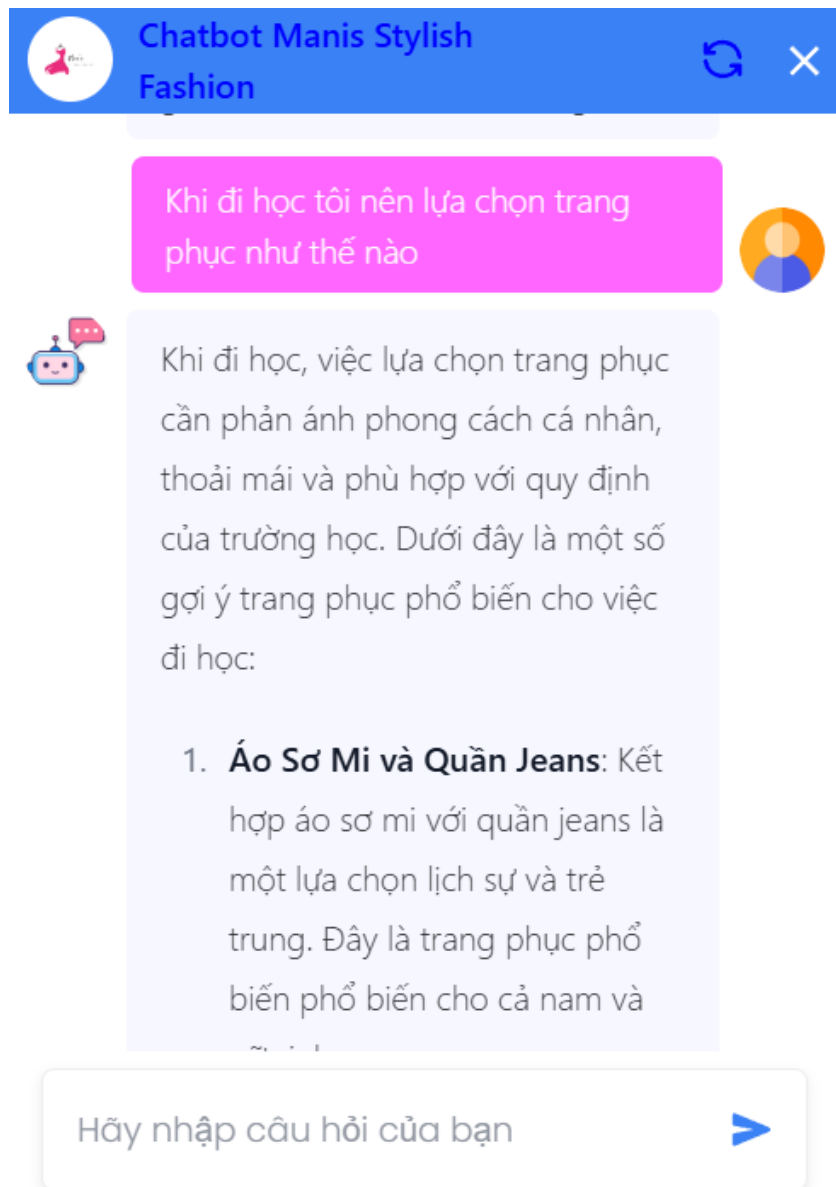 Chatbot Manis Stylish
Fashion
Khi đi học tôi nên lựa chọn trang
phục như thế nào
Khi đi học, việc lựa chọn trang phục
cần phản ánh phong cách cá nhân,
thoải mái và phù hợp với quy định
của trường học. Dưới đây là một số
gợi ý trang phục phổ biến cho việc
đi học:
1. Áo Sơ Mi và Quần Jeans: Kết
hợp áo sơ mi với quần jeans là
một lựa chọn lịch sự và trẻ
trung. Đây là trang phục phổ
biến phổ biến cho cả nam và
Hãy nhập câu hỏi của bạn